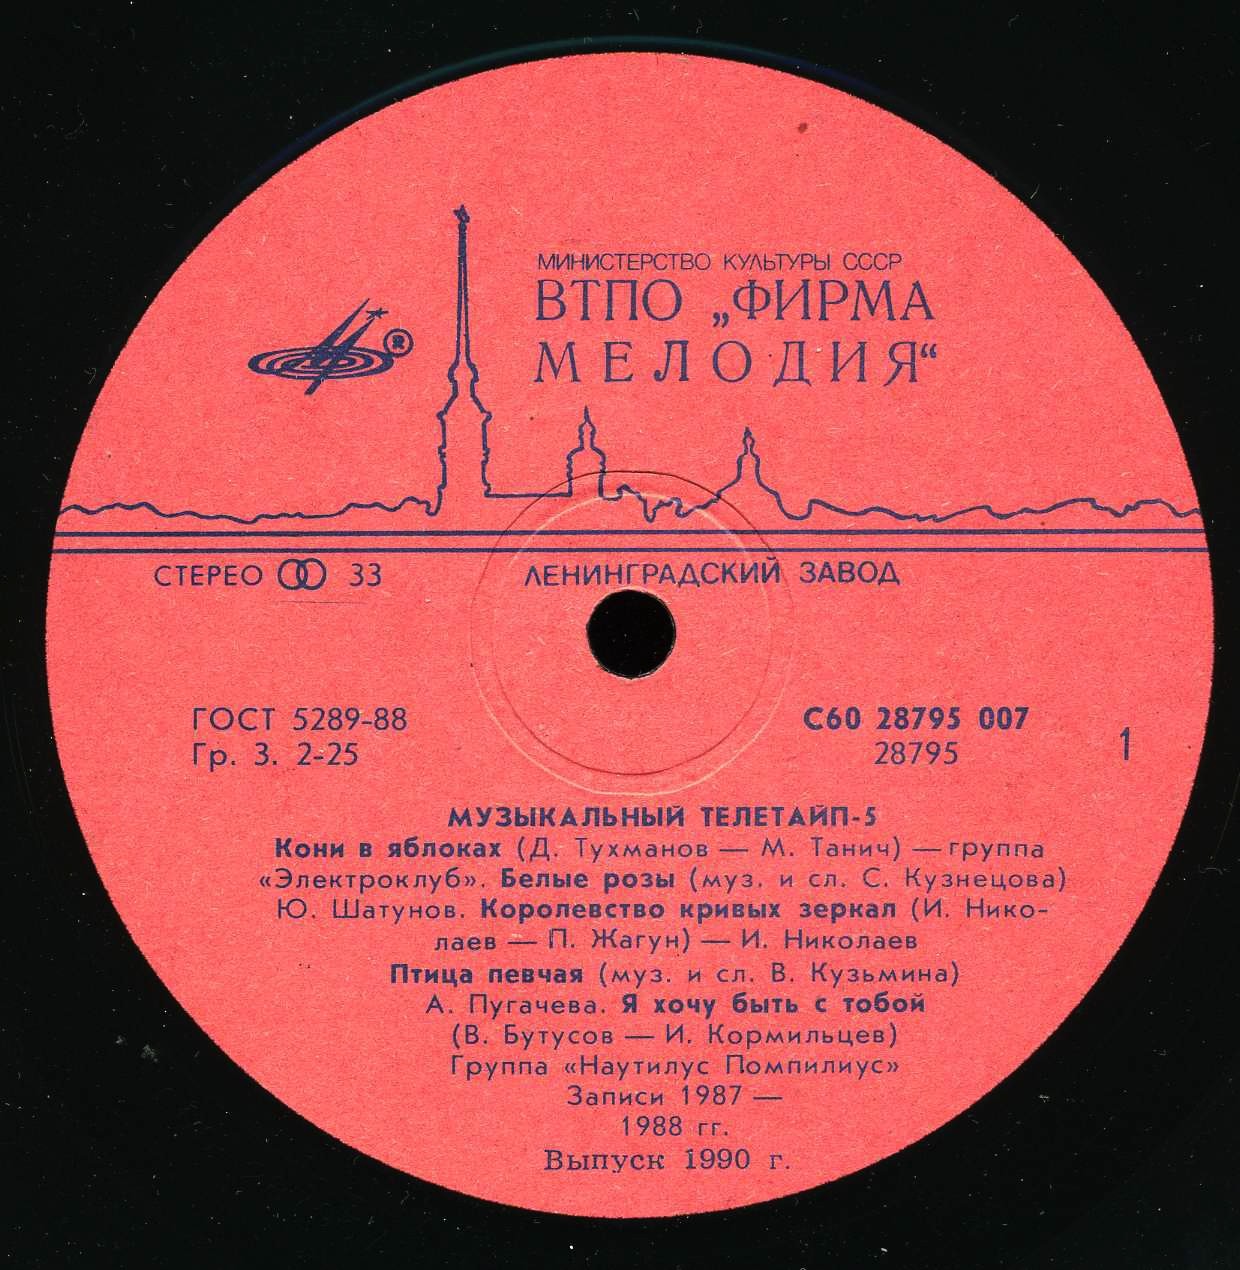 МИНИСТЕРСТВО КУЛЬТУРЫ СССР
ВТПО „ФИРМА
МЕЛОДИЯ“
®
СТЕРЕО 33
ЛЕНИНГРАДСКИЙ ЗАВОД
ГОСТ 5289-88
Гр. 3. 2-25
С60 28795 007
28795
1
МУЗЫКАЛЬНЫЙ ТЕЛЕТАЙП-5
Кони в яблоках (Д. Тухманов — М. Танич) — группа
«Электроклуб». Белые розы (муз. и сл. С. Кузнецова)
Ю. Шатунов. Королевство кривых зеркал (И. Нико-
лаев — П. Жагун) — И. Николаев
Птица певчая (муз. и сл. В. Кузьмина)
А. Пугачева. Я хочу быть с тобой
(В. Бутусов — И. Кормильцев)
Группа «Наутилус Помпилиус»
Записи 1987 —
1988 гг.
Выпуск 1990 г.